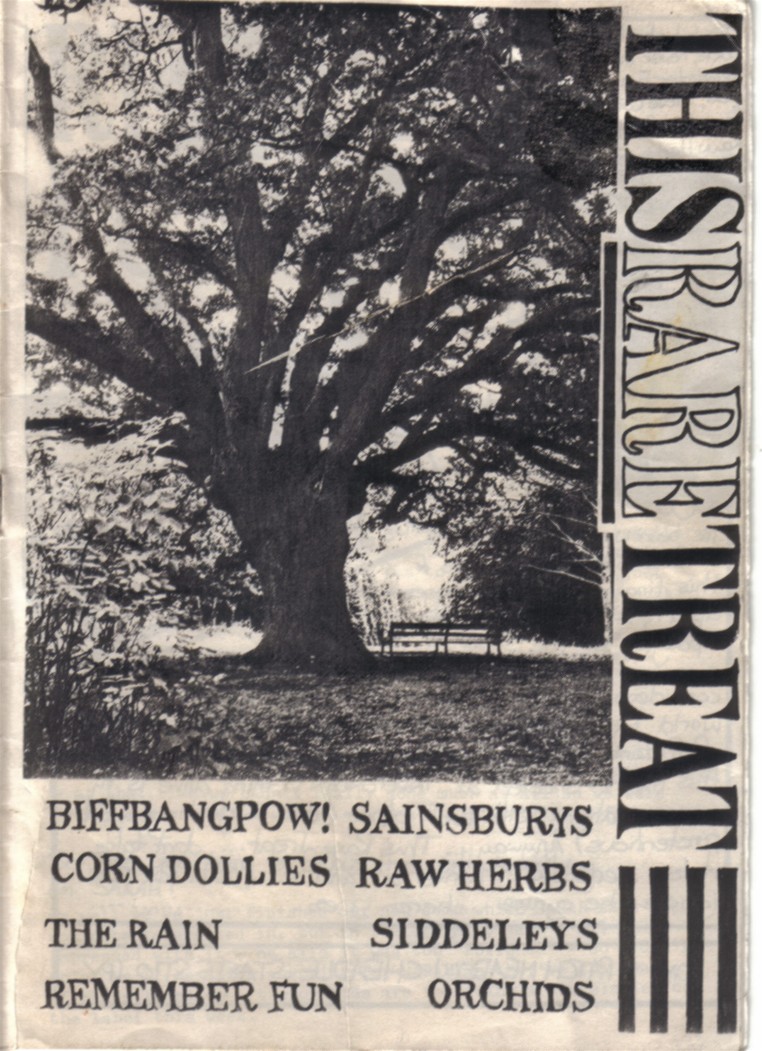 THIS RARE TREAT
BIFFBANGPOW! SAINSBURYS
CORN DOLLIES RAW HERBS
THE RAIN SIDDELEYS
REMEMBER FUN ORCHIDS